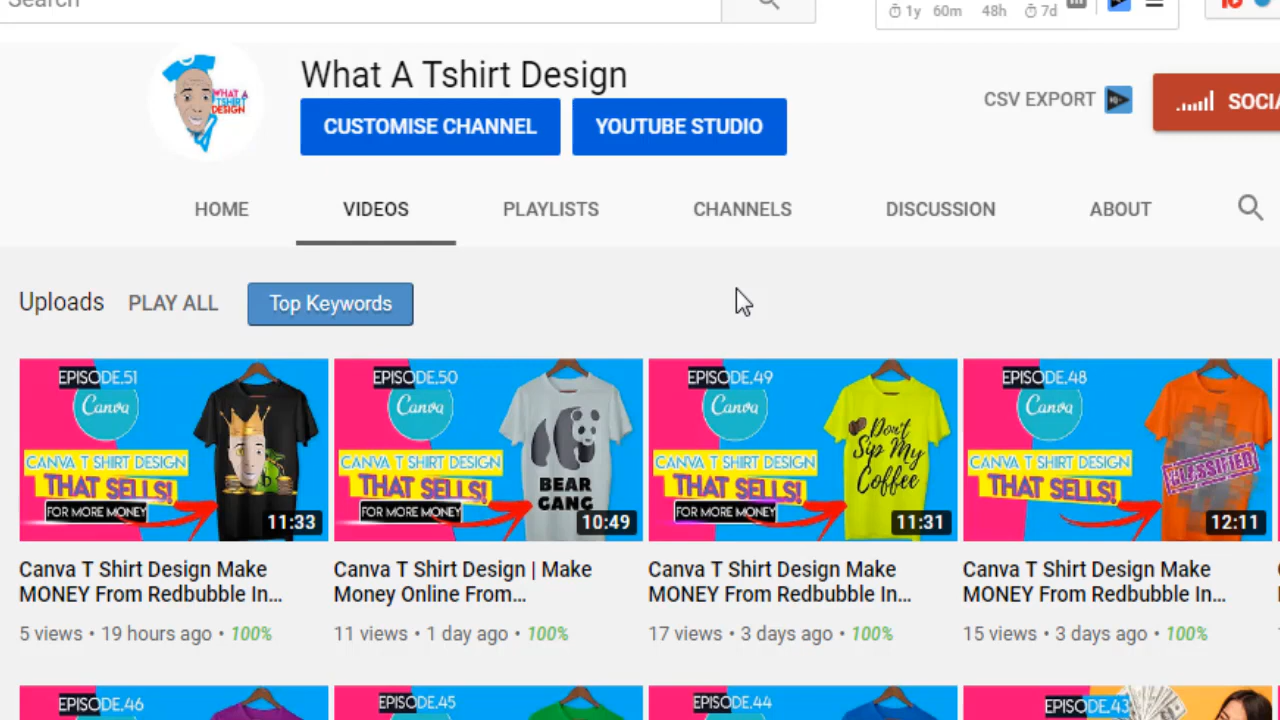 Search
1y 60m 48h 7d
What A Tshirt Design
WHAT A
TSHIRT
DESIGN
CUSTOMISE CHANNEL
YOUTUBE STUDIO
CSV EXPORT
HOME
VIDEOS
PLAYLISTS
CHANNELS
DISCUSSION
ABOUT
Uploads
PLAY ALL
Top Keywords
EPISODE.51
Canva
CANVA T SHIRT DESIGN
THAT SELLS!
FOR MORE MONEY
11:33
EPISODE.50
Canva
CANVA T SHIRT DESIGN
THAT SELLS!
FOR MORE MONEY
BEAR
GANG
10:49
EPISODE.49
Canva
CANVA T SHIRT DESIGN
THAT SELLS!
FOR MORE MONEY
Don't
Sip My
Coffee
11:31
EPISODE.48
Canva
CANVA T SHIRT DESIGN
THAT SELLS!
CLASSIFIED
12:11
Canva T Shirt Design Make
MONEY From Redbubble In...
5 views • 19 hours ago • 100%
Canva T Shirt Design | Make
Money Online From...
11 views • 1 day ago • 100%
Canva T Shirt Design Make
MONEY From Redbubble In...
17 views • 3 days ago • 100%
Canva T Shirt Design Make
MONEY From Redbubble In...
15 views • 3 days ago • 100%
EPISODE.46
EPISODE.45
EPISODE.44
EPISODE.43